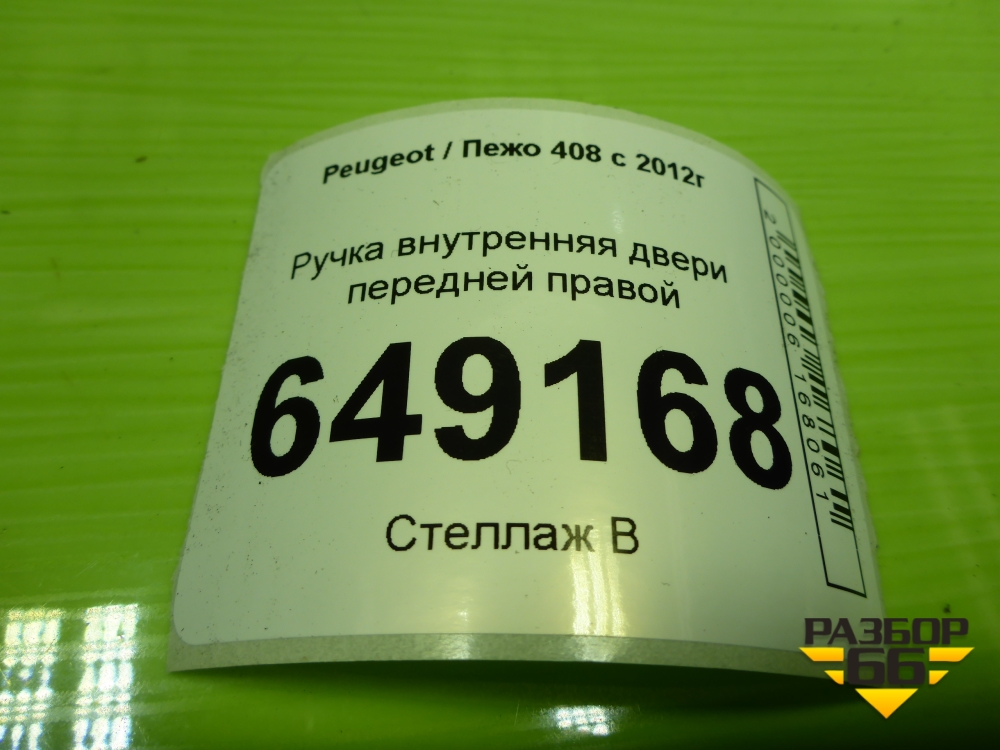 Peugeot / Пежо 408 с 2012г
Ручка внутренняя двери
передней правой
649168
Стеллаж В
2000006168061
РАЗБОР
66